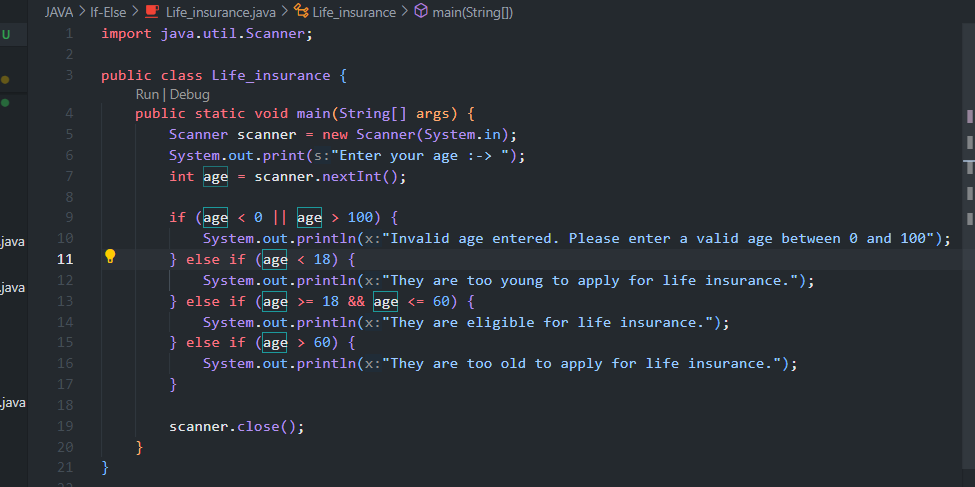 JAVA > If-Else > Life_insurance.java > Life_insurance > main(String[])
U
1 import java.util.Scanner;
2
3 public class Life_insurance {
Run | Debug
4 public static void main(String[] args) {
5 Scanner scanner = new Scanner(System.in);
6 System.out.print(s:"Enter your age :-> ");
7 int age = scanner.nextInt();
8
9 if (age < 0 || age > 100) {
10 System.out.println(x:"Invalid age entered. Please enter a valid age between 0 and 100");
.java
11 } else if (age < 18) {
12 System.out.println(x:"They are too young to apply for life insurance.");
.java
13 } else if (age >= 18 && age <= 60) {
14 System.out.println(x:"They are eligible for life insurance.");
15 } else if (age > 60) {
16 System.out.println(x:"They are too old to apply for life insurance.");
17 }
18
.java
19 scanner.close();
20 }
21 }